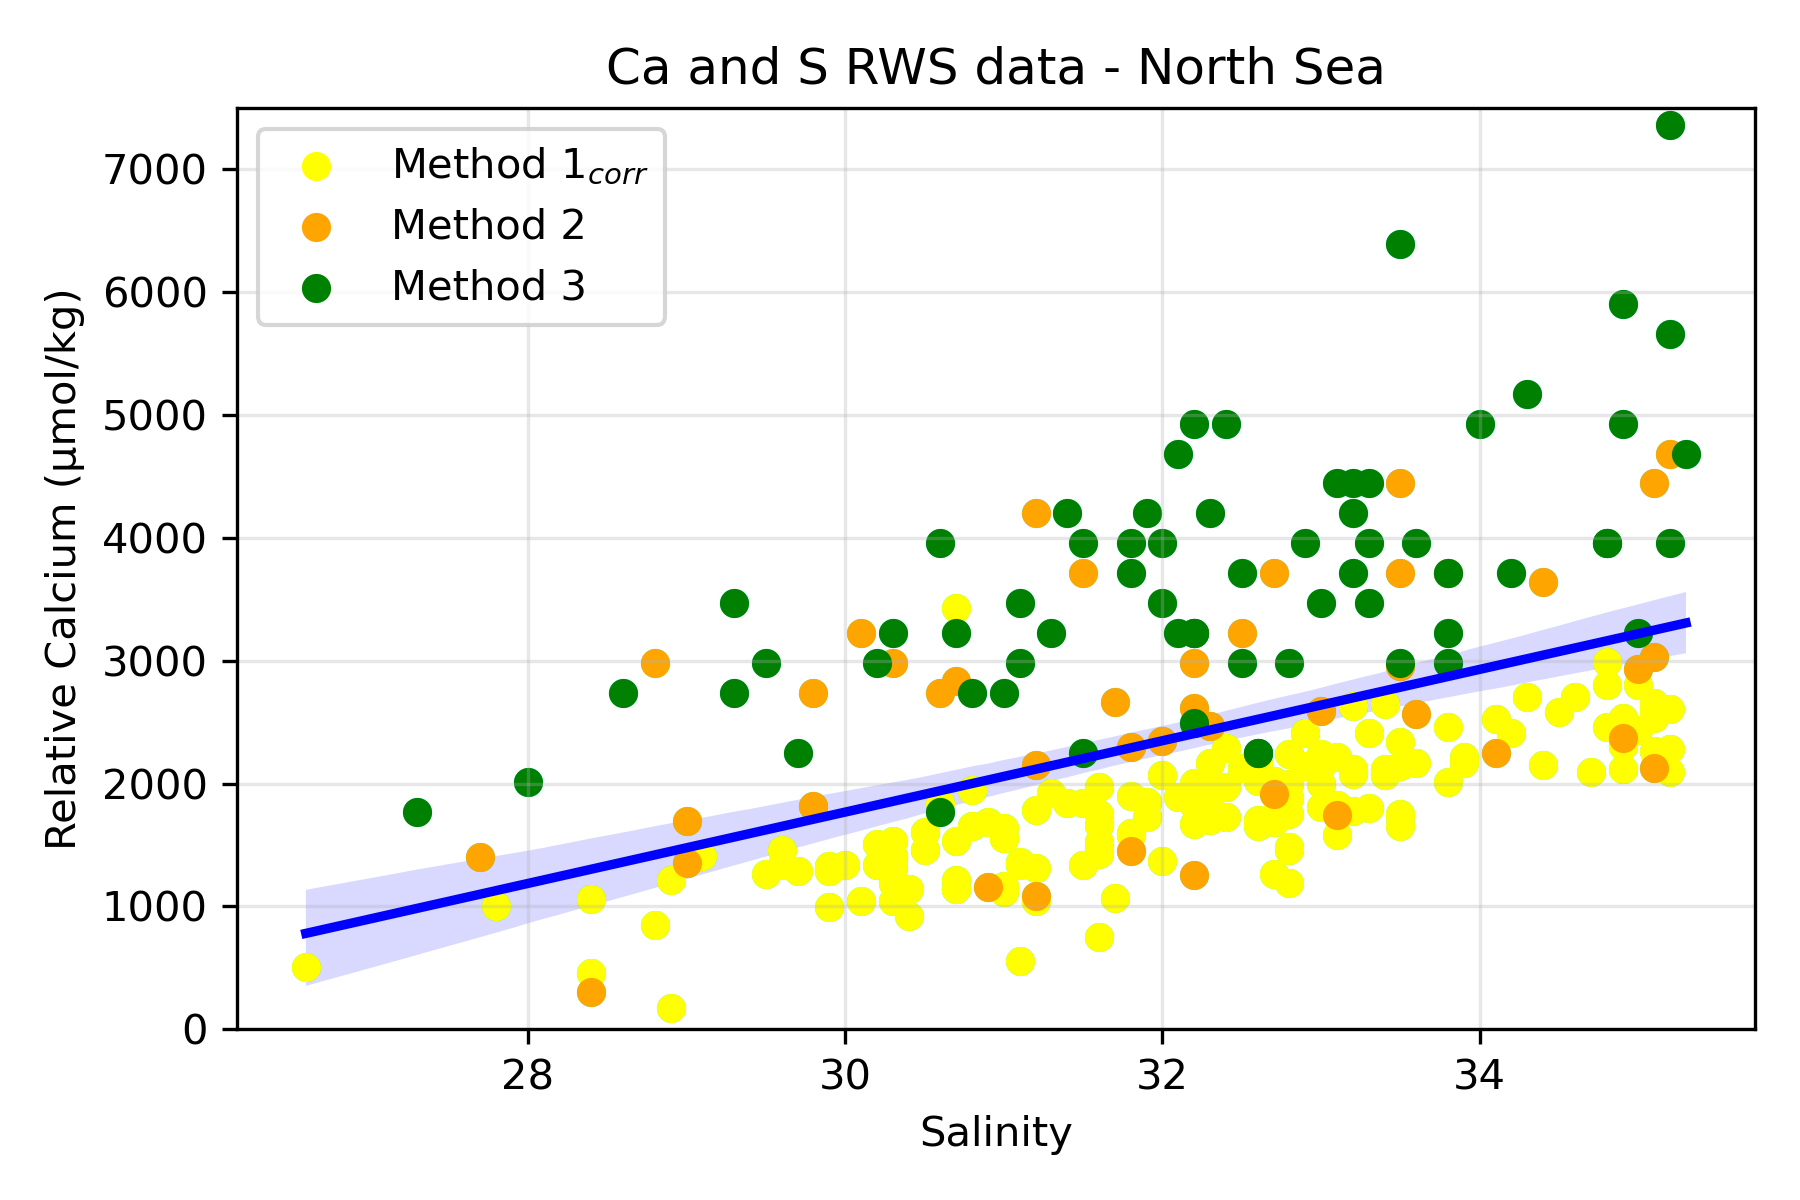 Ca and S RWS data - North Sea
Method 1corr
Method 2
Method 3
Relative Calcium (μmol/kg)
7000
6000
5000
4000
3000
2000
1000
0
28 30 32 34
Salinity